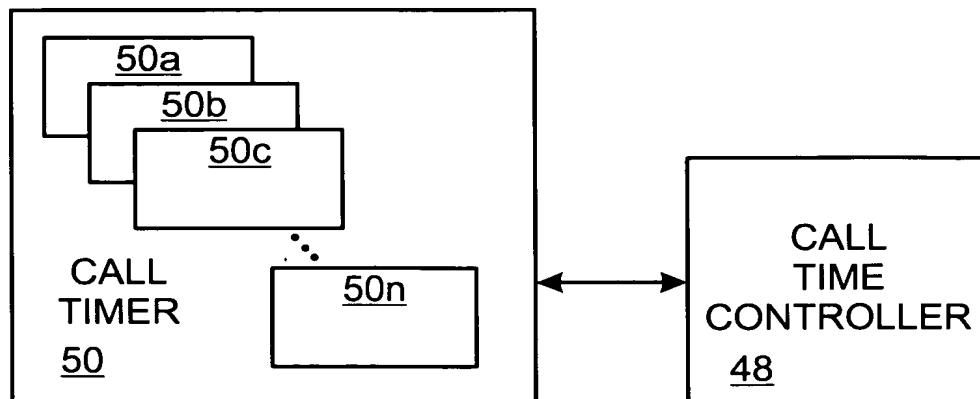 50a
50b
50c
50n
CALL
TIMER
50
CALL
TIME
CONTROLLER
48